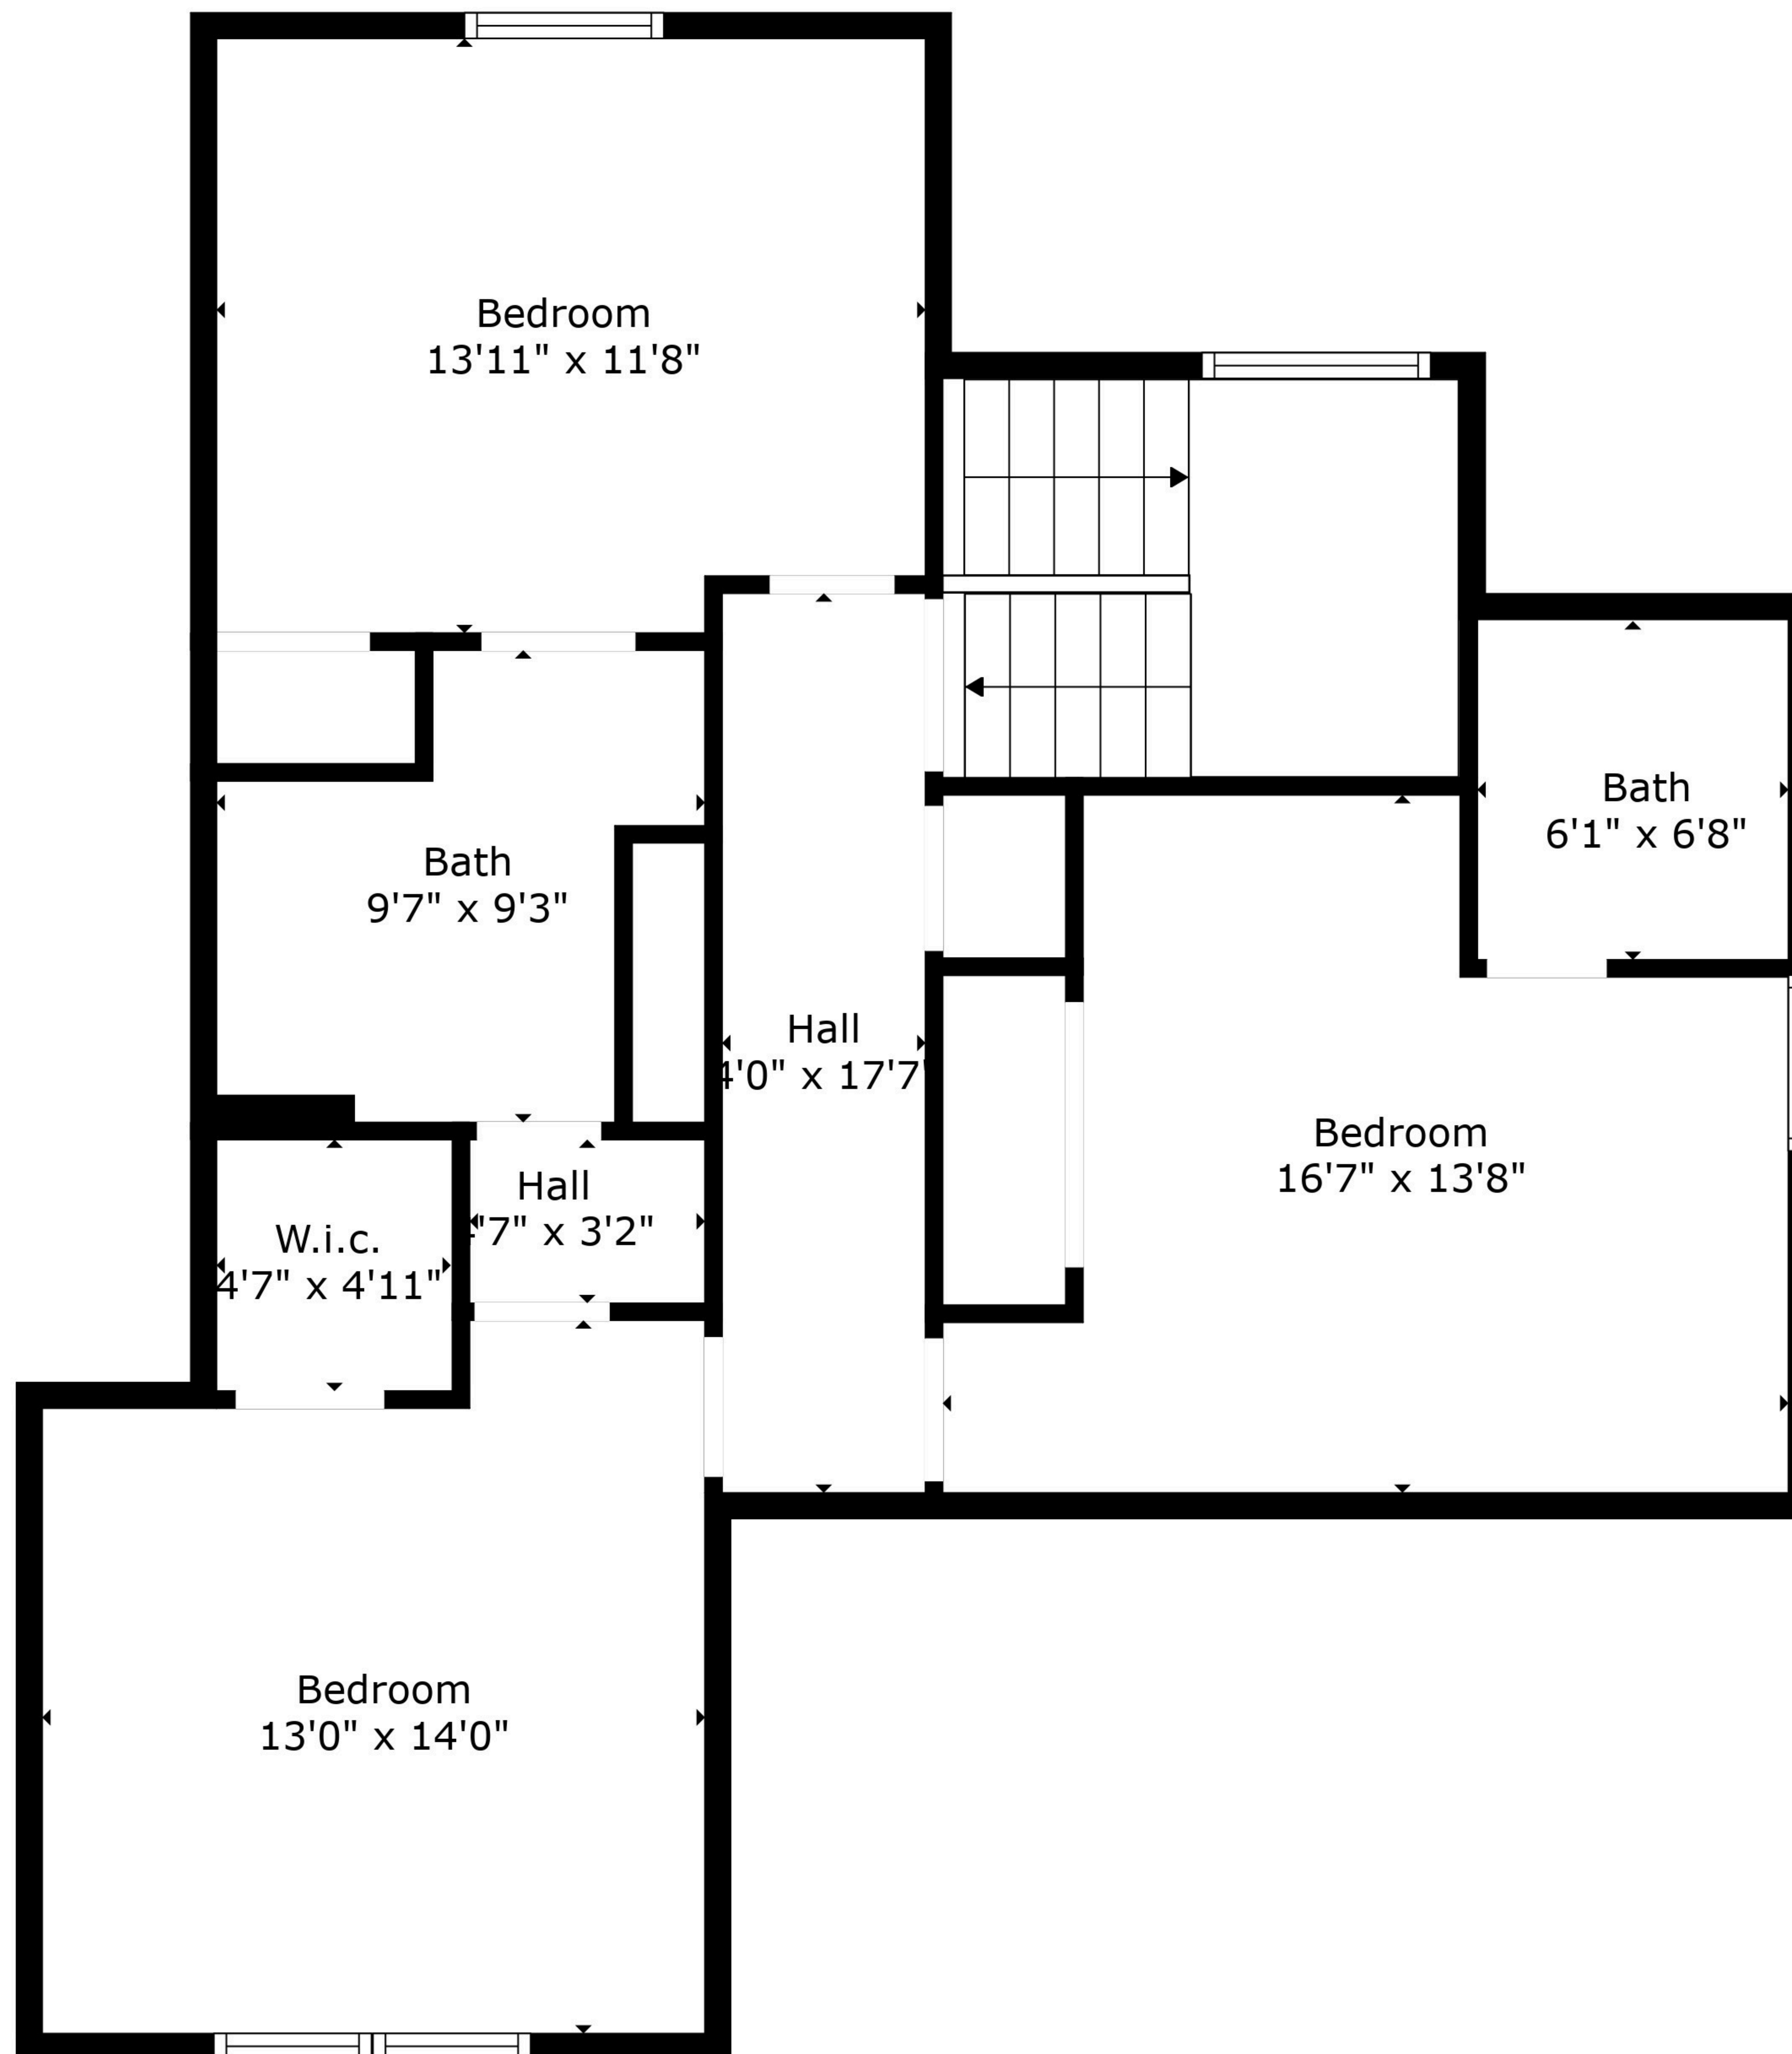 Bedroom
13'11" x 11'8"
Bath
6'1" x 6'8"
Bath
9'7" x 9'3"
Hall
4'0" x 17'7"
Bedroom
16'7" x 13'8"
Hall
4'7" x 3'2"
W.i.c.
4'7" x 4'11"
Bedroom
13'0" x 14'0"